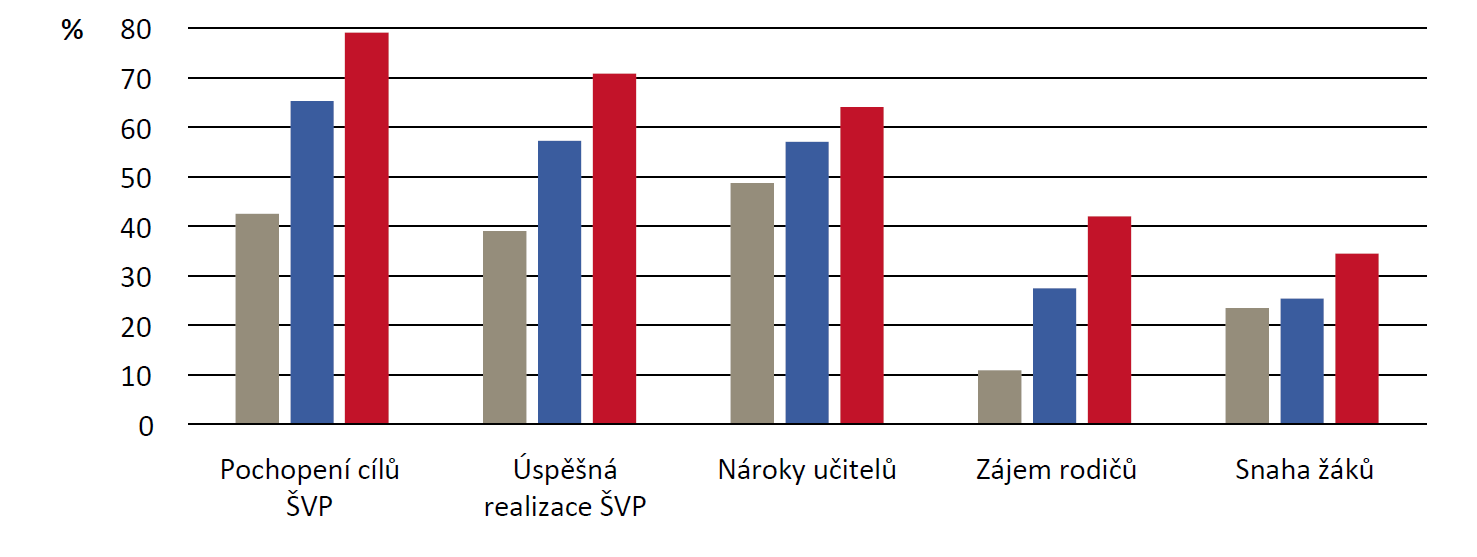 % 80
70
60
50
40
30
20
10
0
Pochopení cílů
ŠVP
Úspěšná
realizace ŠVP
Nároky učitelů
Zájem rodičů
Snaha žáků